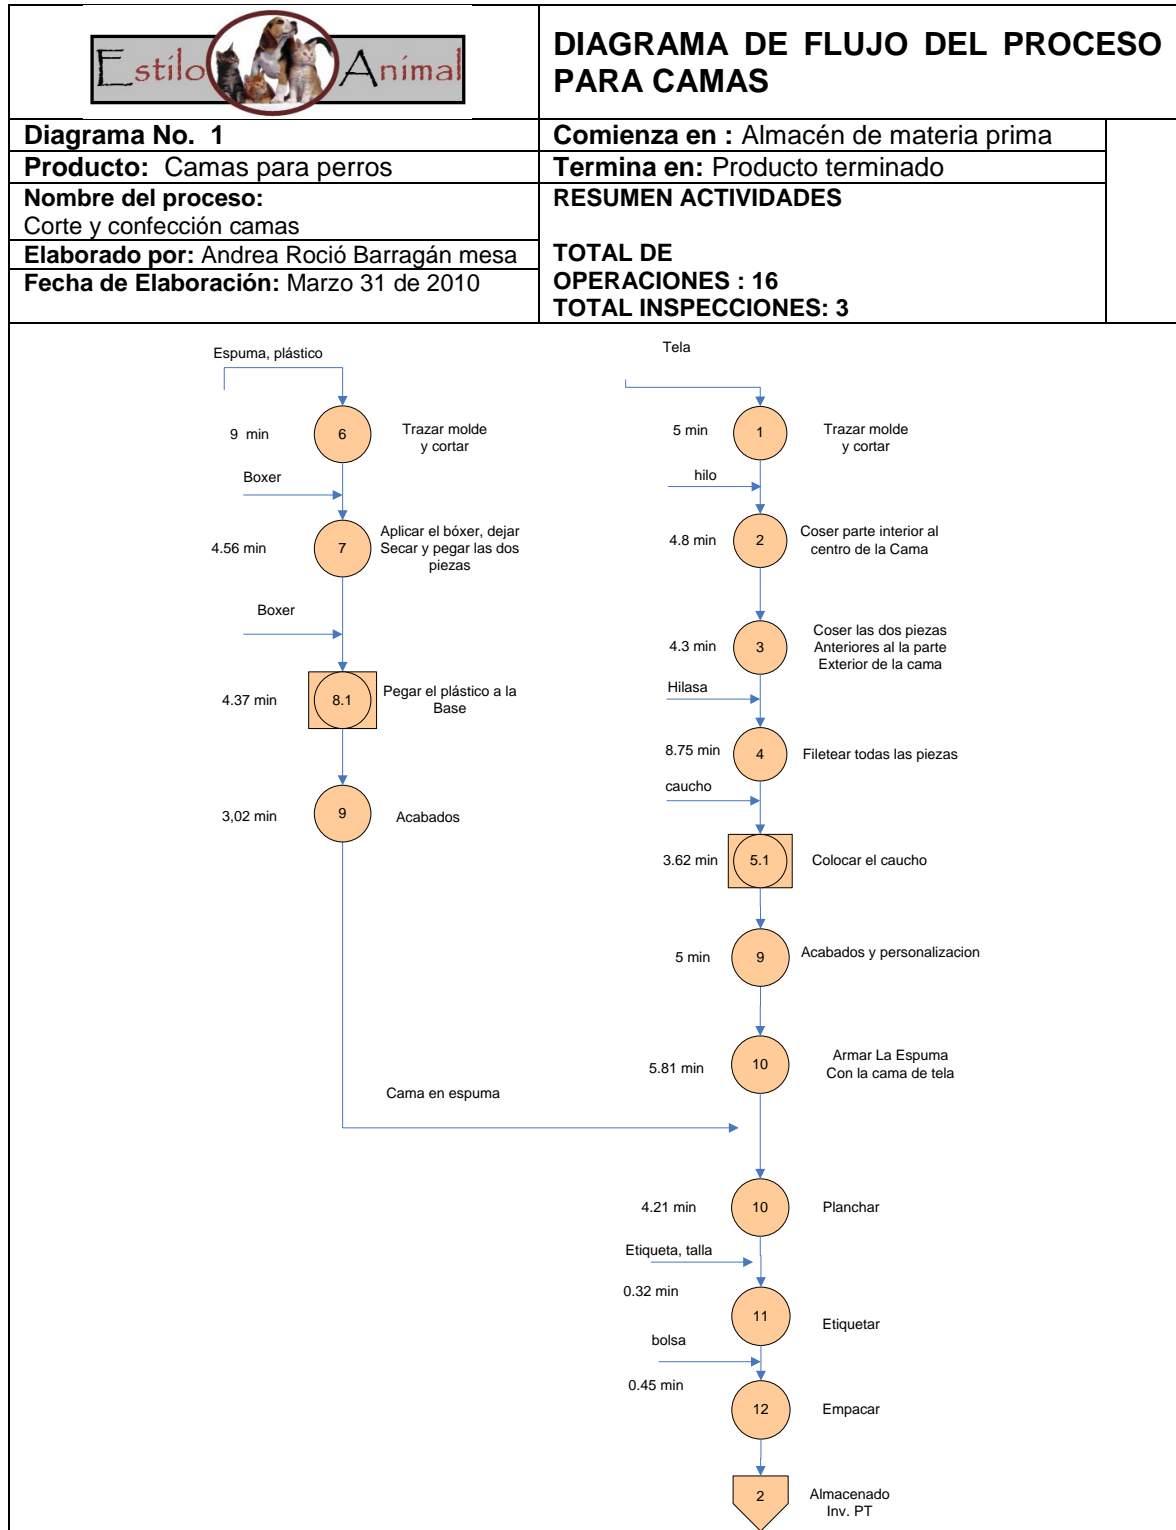 Estilo Animal
DIAGRAMA DE FLUJO DEL PROCESO
PARA CAMAS
Diagrama No. 1
Comienza en : Almacén de materia prima
Producto: Camas para perros
Termina en: Producto terminado
Nombre del proceso:
Corte y confección camas
RESUMEN ACTIVIDADES
Elaborado por: Andrea Roció Barragán mesa
TOTAL DE
OPERACIONES : 16
Fecha de Elaboración: Marzo 31 de 2010
TOTAL INSPECCIONES: 3
Espuma, plástico
9 min
6
Trazar molde
y cortar
Boxer
4.56 min
7
Aplicar el bóxer, dejar
Secar y pegar las dos
piezas
Boxer
4.37 min
8.1
Pegar el plástico a la
Base
3,02 min
9
Acabados
Cama en espuma
Tela
5 min
1
Trazar molde
y cortar
hilo
4.8 min
2
Coser parte interior al
centro de la Cama
4.3 min
3
Coser las dos piezas
Anteriores al la parte
Exterior de la cama
Hilasa
8.75 min
4
Filetear todas las piezas
caucho
3.62 min
5.1
Colocar el caucho
5 min
9
Acabados y personalizacion
5.81 min
10
Armar La Espuma
Con la cama de tela
4.21 min
10
Planchar
Etiqueta, talla
0.32 min
11
Etiquetar
bolsa
0.45 min
12
Empacar
2
Almacenado
Inv. PT